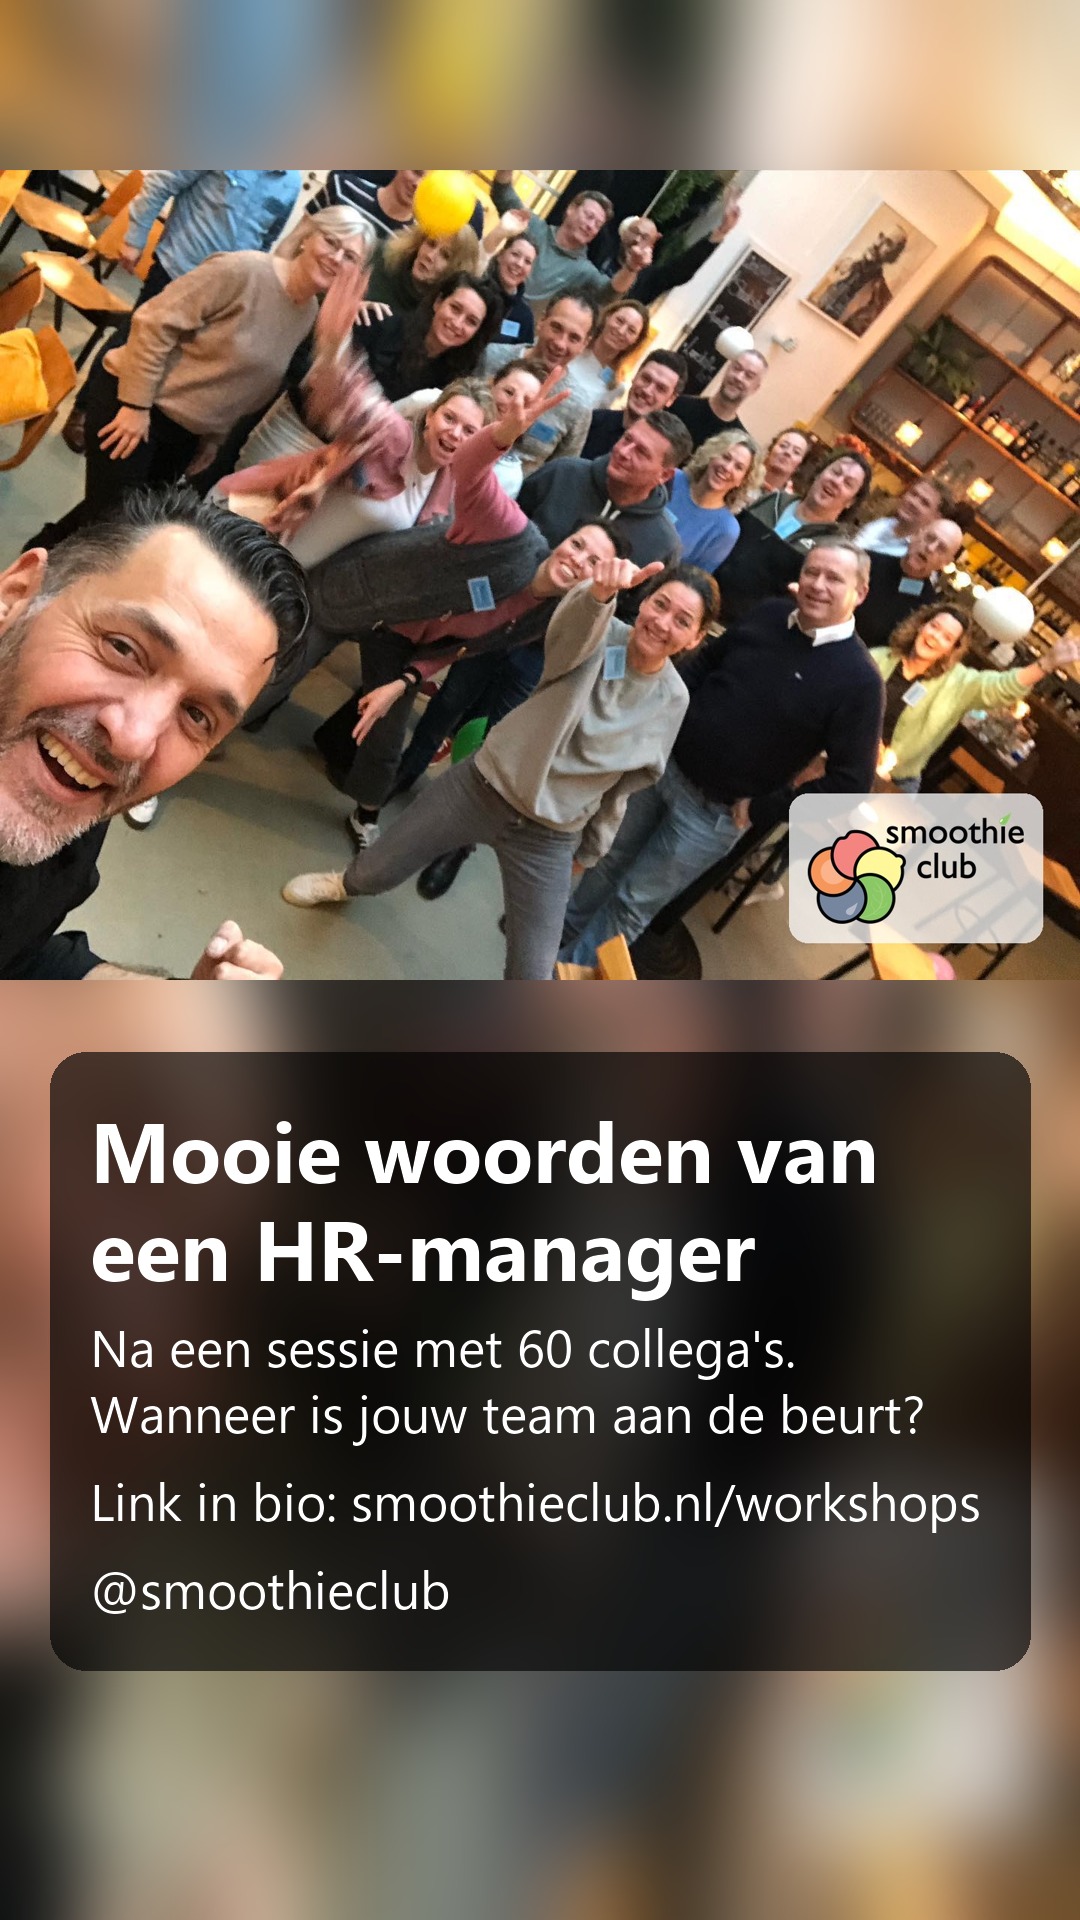 smoothie
club
Mooie woorden van
een HR-manager
Na een sessie met 60 collega's.
Wanneer is jouw team aan de beurt?
Link in bio: smoothieclub.nl/workshops
@smoothieclub